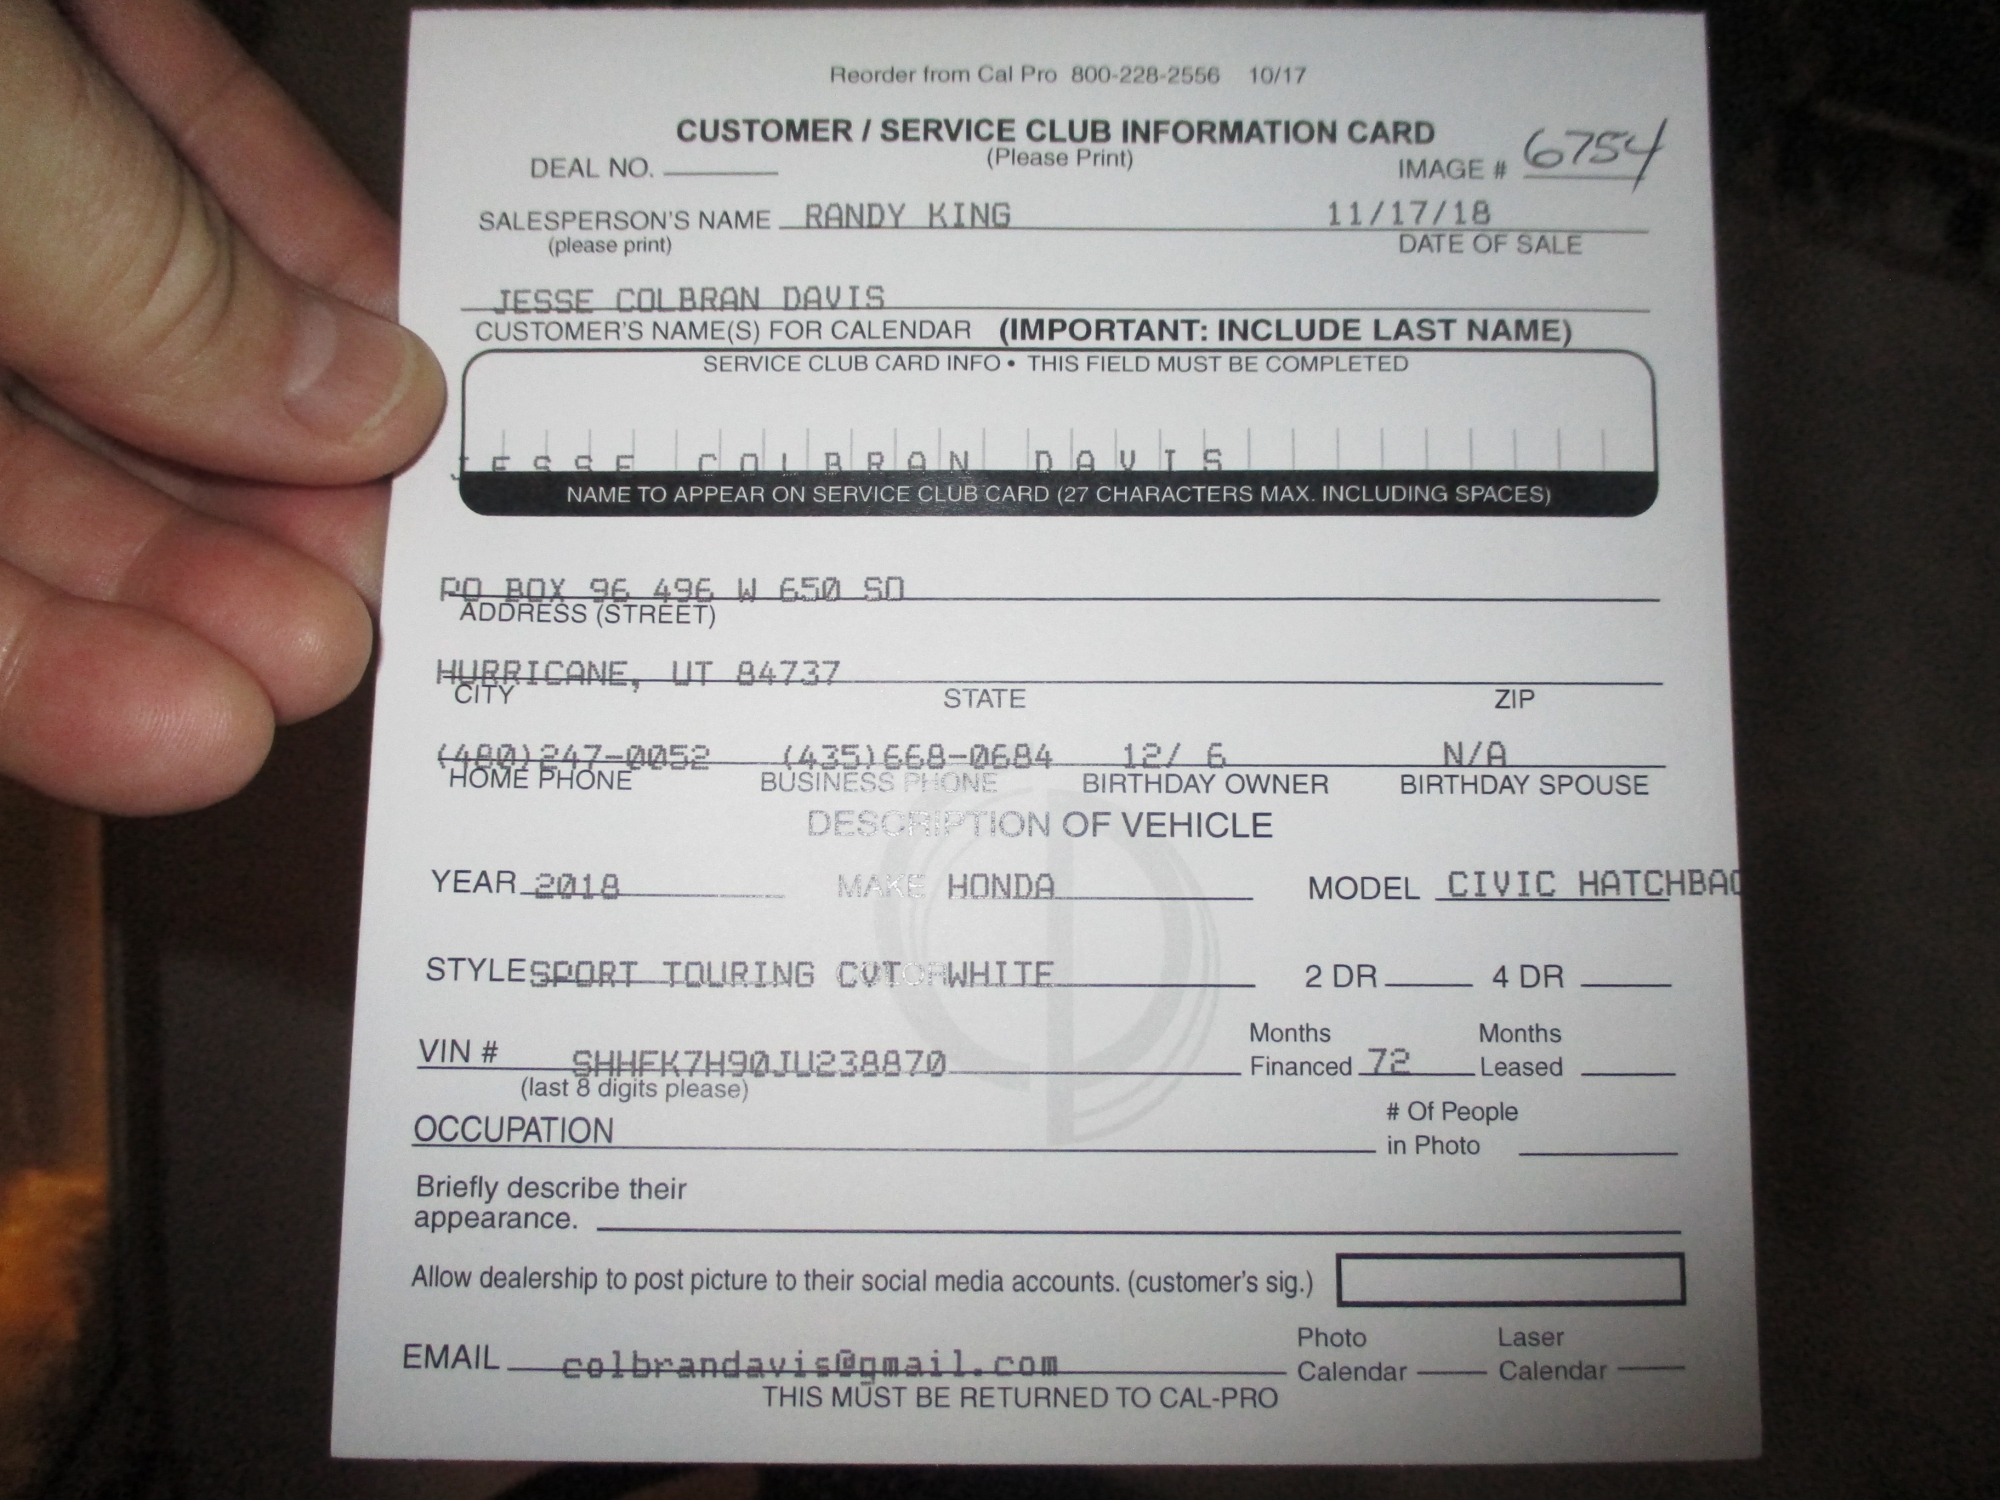 Reorder from Cal Pro 800-228-2556 10/17
CUSTOMER / SERVICE CLUB INFORMATION CARD
(Please Print)
DEAL NO. IMAGE # 6754
SALESPERSON'S NAME RANDY KING 11/17/18
(please print) DATE OF SALE
JESSE COLBRAN DAVIS
CUSTOMER'S NAME(S) FOR CALENDAR (IMPORTANT: INCLUDE LAST NAME)
SERVICE CLUB CARD INFO • THIS FIELD MUST BE COMPLETED
JESSE COLBRAN DAVIS
NAME TO APPEAR ON SERVICE CLUB CARD (27 CHARACTERS MAX. INCLUDING SPACES)
PO BOX 96 496 W 650 SO
ADDRESS (STREET)
HURRICANE, UT 84737
CITY STATE ZIP
(480)247-0052 (435)668-0684 12/ 6 N/A
HOME PHONE BUSINESS PHONE BIRTHDAY OWNER BIRTHDAY SPOUSE
DESCRIPTION OF VEHICLE
YEAR 2018 MAKE HONDA MODEL CIVIC HATCHBAC
STYLE SPORT TOURING CVT COLOR WHITE 2 DR 4 DR
VIN # SHHFK7H90JU238870 Months Financed 72 Months Leased
(last 8 digits please)
OCCUPATION # Of People in Photo
Briefly describe their
appearance.
Allow dealership to post picture to their social media accounts. (customer's sig.)
EMAIL colbrandavis@gmail.com Photo Calendar Laser Calendar
THIS MUST BE RETURNED TO CAL-PRO